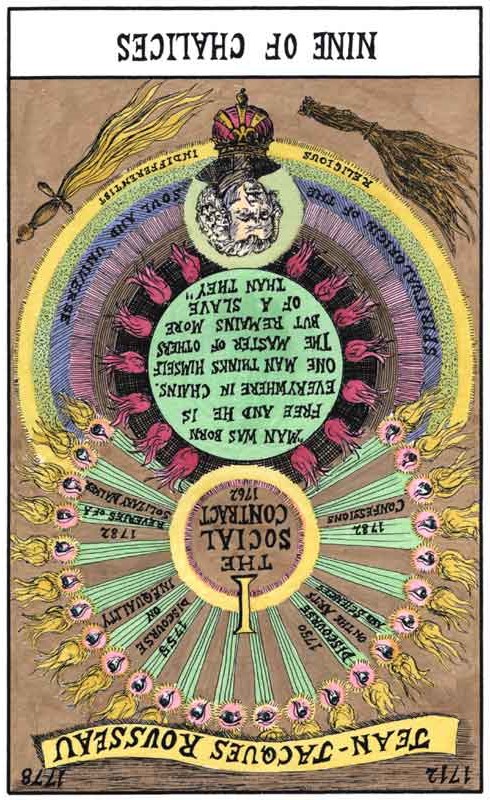 1712
1778
JEAN-JACQUES ROUSSEAU
1750
DISCOURSE
ON THE ARTS
AND SCIENCES
1755
DISCOURSE
ON
INEQUALITY
CONFESSIONS
1782
1782
REVERIES OF A
SOLITARY WALKER
I
THE
SOCIAL
CONTRACT
1762
"MAN WAS BORN
FREE AND HE IS
EVERYWHERE IN CHAINS.
ONE MAN THINKS HIMSELF
THE MASTER OF OTHERS
BUT REMAINS MORE
OF A SLAVE
THAN THEY"
SPIRITUAL ORIGIN OF THE SOUL AND UNIVERSE
RELIGIOUS INDIFFERENTIST
NINE OF CHALICES